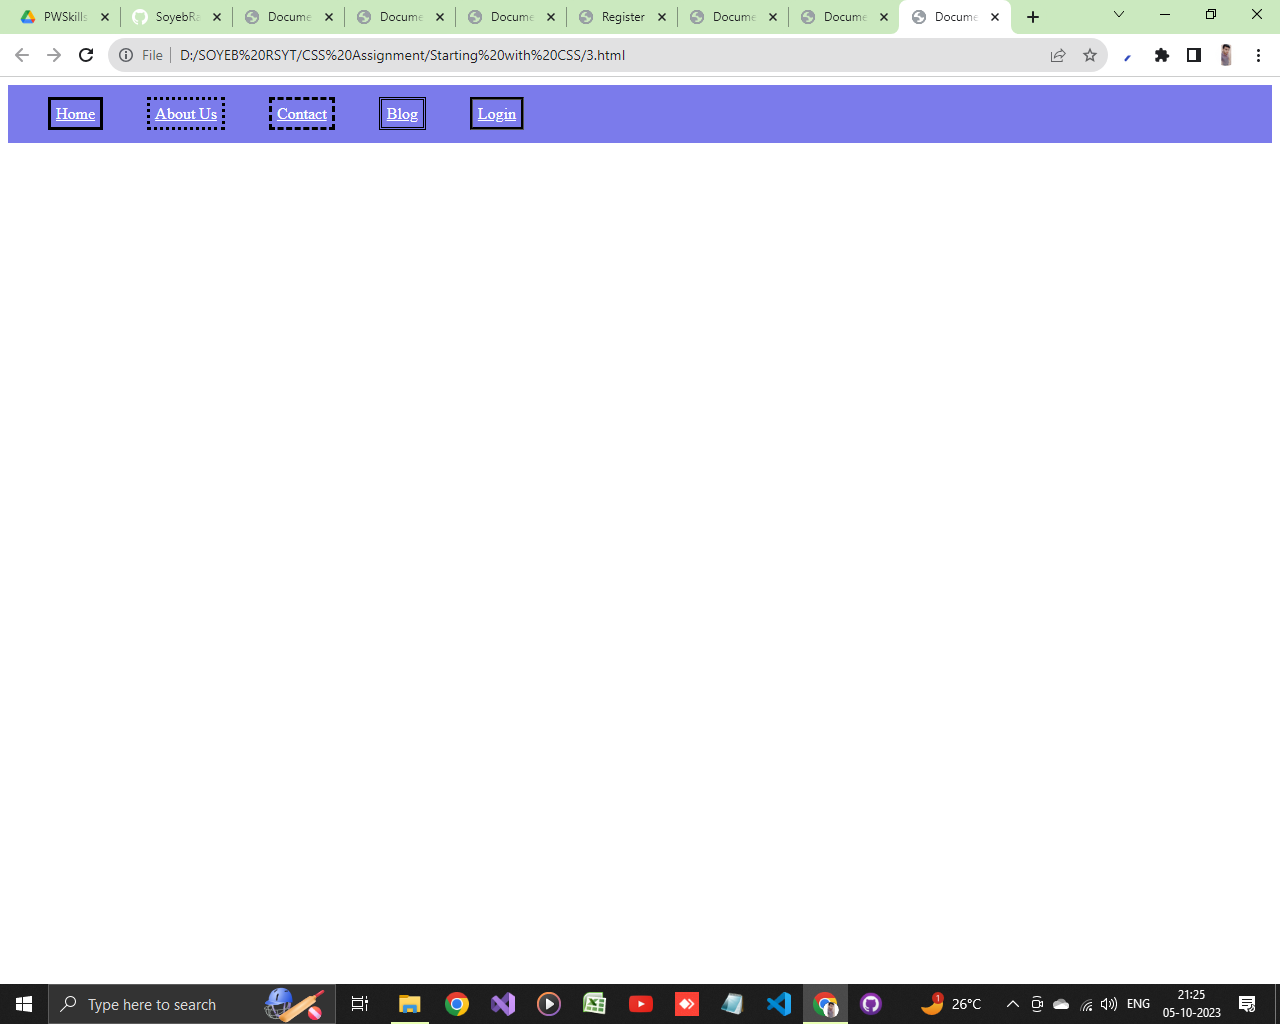 PWSkills SoyebRa Docume Docume Docume Register Docume Docume Docume
File D:/SOYEB%20RSYT/CSS%20Assignment/Starting%20with%20CSS/3.html
Home About Us Contact Blog Login
Type here to search 1 26°C ENG 21:25
05-10-2023